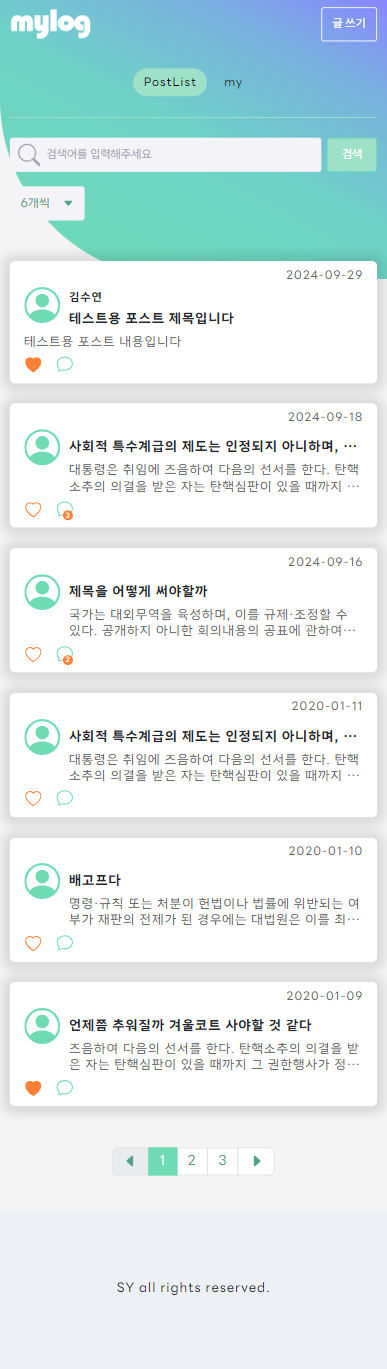 mylog
글쓰기
PostList
my
검색어를 입력해주세요
검색
6개씩
2024-09-29
김수연
테스트용 포스트 제목입니다
테스트용 포스트 내용입니다
2024-09-18
사회적 특수계급의 제도는 인정되지 아니하며, …
대통령은 취임에 즈음하여 다음의 선서를 한다. 탄핵
소추의 의결을 받은 자는 탄핵심판이 있을 때까지 …
3
2024-09-16
제목을 어떻게 써야할까
국가는 대외무역을 육성하며, 이를 규제·조정할 수
있다. 공개하지 아니한 회의내용의 공표에 관하여…
2
2020-01-11
사회적 특수계급의 제도는 인정되지 아니하며, …
대통령은 취임에 즈음하여 다음의 선서를 한다. 탄핵
소추의 의결을 받은 자는 탄핵심판이 있을 때까지 …
2020-01-10
배고프다
명령·규칙 또는 처분이 헌법이나 법률에 위반되는 여
부가 재판의 전제가 된 경우에는 대법원은 이를 최…
2020-01-09
언제쯤 추워질까 겨울코트 사야할 것 같다
즈음하여 다음의 선서를 한다. 탄핵소추의 의결을 받
은 자는 탄핵심판이 있을 때까지 그 권한행사가 정…
1 2 3
SY all rights reserved.